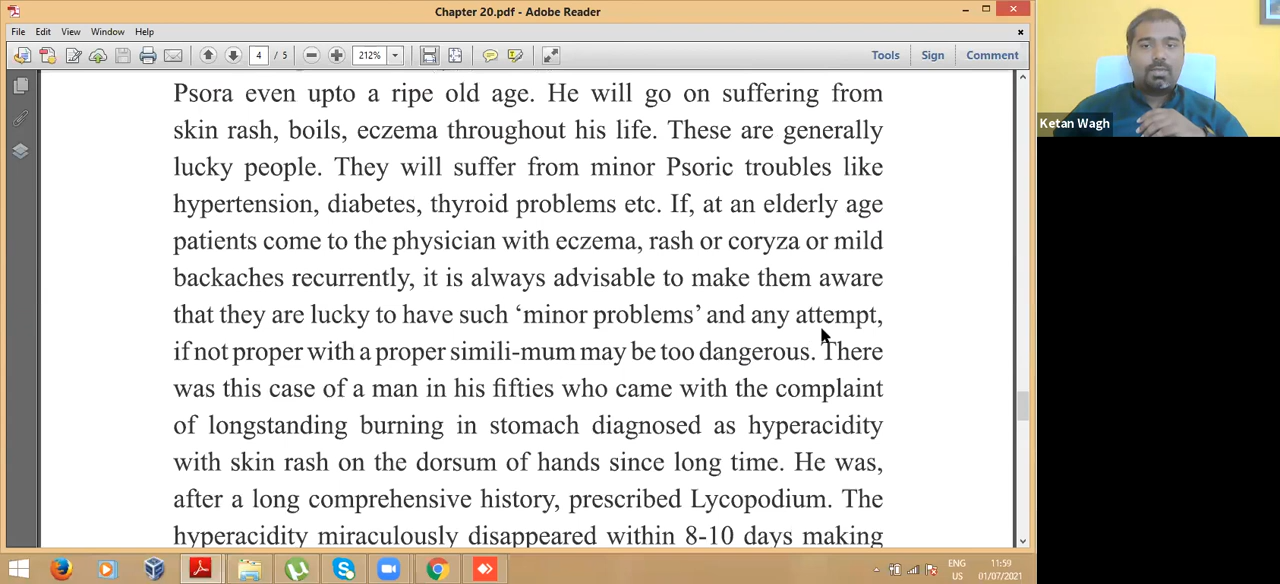 Chapter 20.pdf - Adobe Reader
File Edit View Window Help
4 / 5 212% Tools Sign Comment
Psora even upto a ripe old age. He will go on suffering from
skin rash, boils, eczema throughout his life. These are generally
lucky people. They will suffer from minor Psoric troubles like
hypertension, diabetes, thyroid problems etc. If, at an elderly age
patients come to the physician with eczema, rash or coryza or mild
backaches recurrently, it is always advisable to make them aware
that they are lucky to have such ‘minor problems’ and any attempt,
if not proper with a proper simili-mum may be too dangerous. There
was this case of a man in his fifties who came with the complaint
of longstanding burning in stomach diagnosed as hyperacidity
with skin rash on the dorsum of hands since long time. He was,
after a long comprehensive history, prescribed Lycopodium. The
hyperacidity miraculously disappeared within 8-10 days making
Ketan Wagh
ENG 11:59
US 01/07/2021